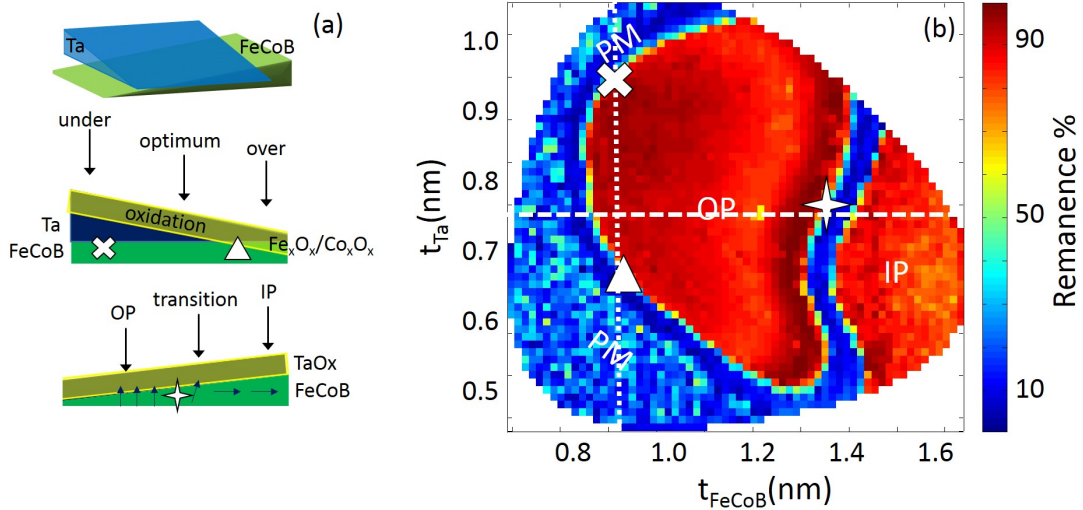 (a)
Ta
FeCoB
under
optimum
over
oxidation
Ta
FeCoB
FeₓOₓ/CoₓOₓ
OP
transition
IP
TaOx
FeCoB
(b)
PM
OP
IP
PM
1.0
0.9
0.8
0.7
0.6
0.5
t_Ta(nm)
0.8 1.0 1.2 1.4 1.6
t_FeCoB(nm)
90
50
10
Remanence %